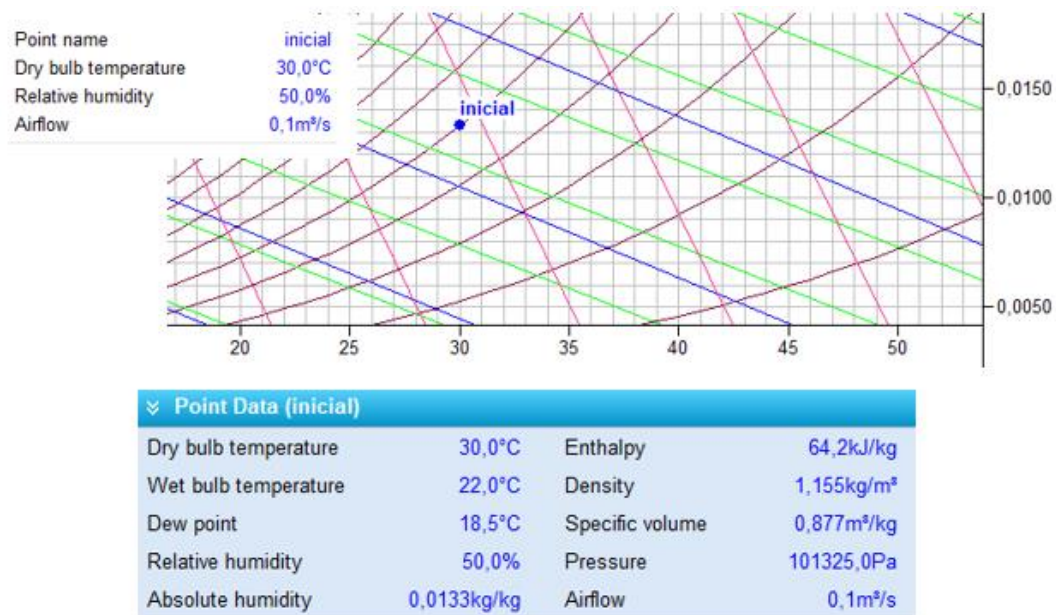 Point name inicial
Dry bulb temperature 30,0°C
Relative humidity 50,0%
Airflow 0,1m³/s
inicial
0,0150
0,0100
0,0050
20 25 30 35 40 45 50
Point Data (inicial)
Dry bulb temperature 30,0°C Enthalpy 64,2kJ/kg
Wet bulb temperature 22,0°C Density 1,155kg/m³
Dew point 18,5°C Specific volume 0,877m³/kg
Relative humidity 50,0% Pressure 101325,0Pa
Absolute humidity 0,0133kg/kg Airflow 0,1m³/s